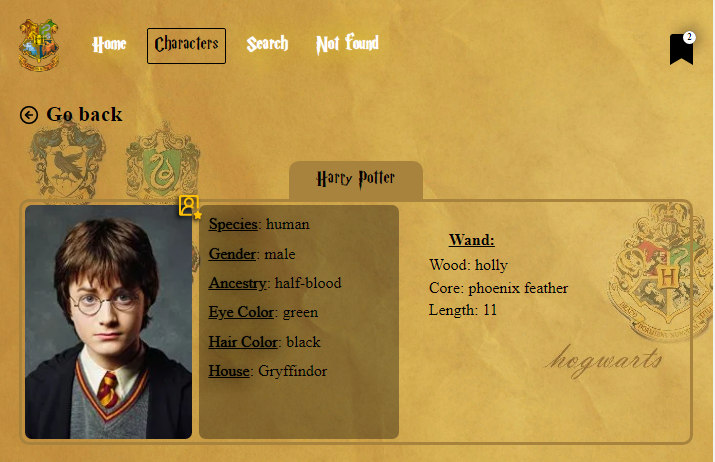 Home Characters Search Not Found
2
Go back
Harry Potter
Species: human
Gender: male
Ancestry: half-blood
Eye Color: green
Hair Color: black
House: Gryffindor
Wand:
Wood: holly
Core: phoenix feather
Length: 11
H
hogwarts